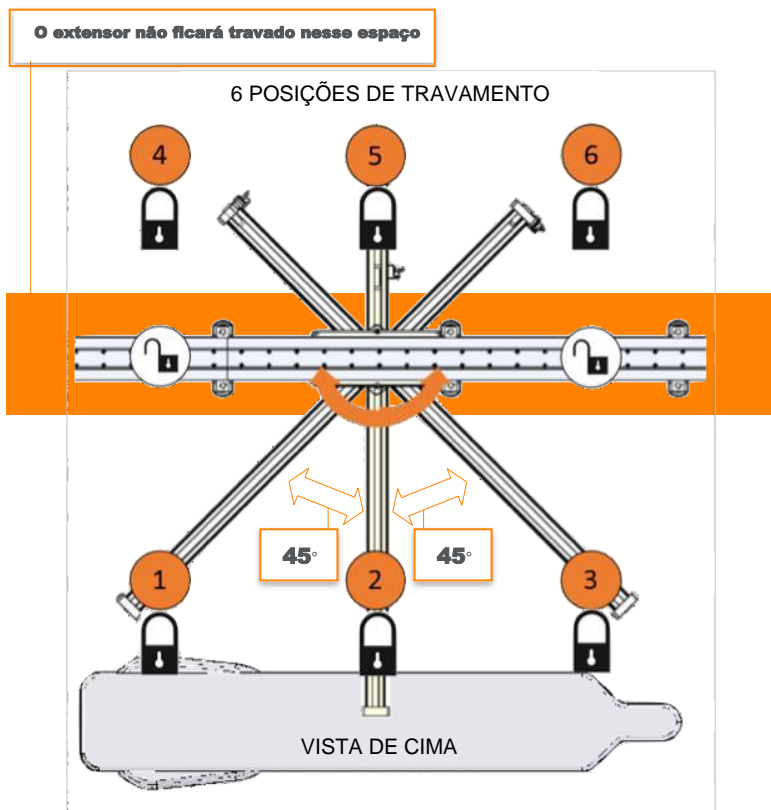 O extensor não ficará travado nesse espaço
6 POSIÇÕES DE TRAVAMENTO
4
5
6
45°
45°
1
2
3
VISTA DE CIMA